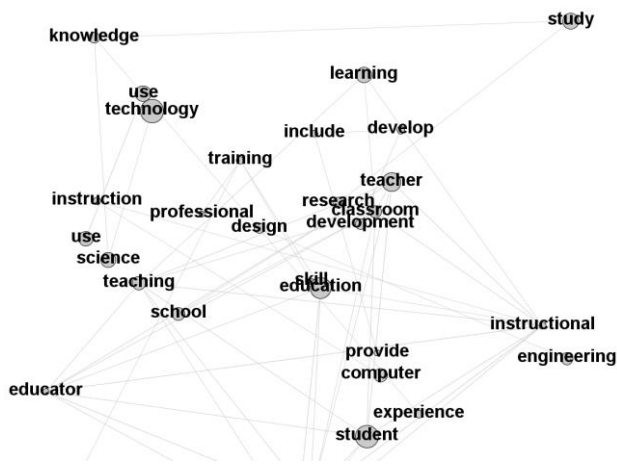 study
knowledge
learning
use
technology
include
develop
training
teacher
instruction
research
professional
classroom
design
development
use
science
skill
teaching
education
school
instructional
provide
engineering
computer
educator
experience
student